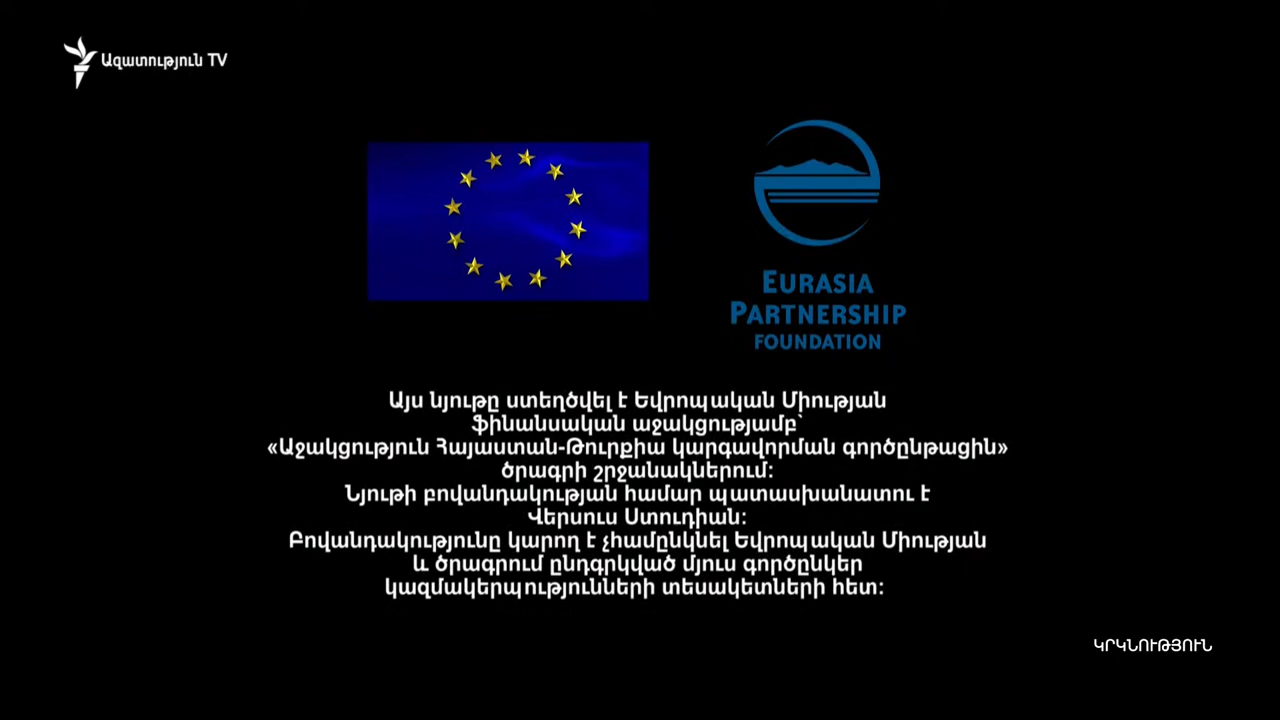 Ազատություն TV
EURASIA
PARTNERSHIP
FOUNDATION
Այս նյութը ստեղծվել է Եվրոպական Միության
ֆինանսական աջակցությամբ՝
«Աջակցություն Հայաստան-Թուրքիա կարգավորման գործընթացին»
ծրագրի շրջանակներում:
Նյութի բովանդակության համար պատասխանատու է
Վերսուս Ստուդիան:
Բովանդակությունը կարող է չհամընկնել Եվրոպական Միության
և ծրագրում ընդգրկված մյուս գործընկեր
կազմակերպությունների տեսակետների հետ:
ԿՐԿՆՈՒԹՅՈՒՆ